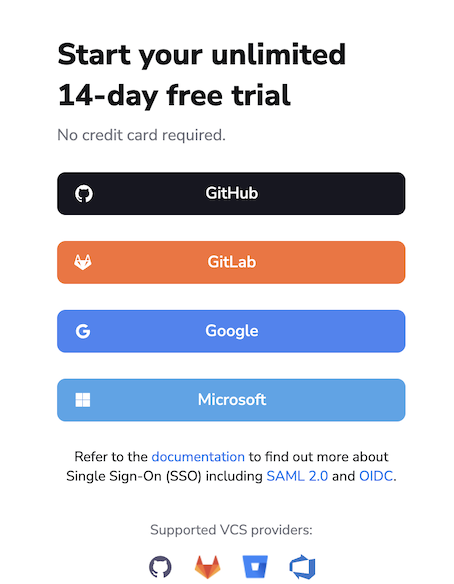 Start your unlimited
14-day free trial
No credit card required.
GitHub
GitLab
Google
Microsoft
Refer to the documentation to find out more about
Single Sign-On (SSO) including SAML 2.0 and OIDC.
Supported VCS providers: